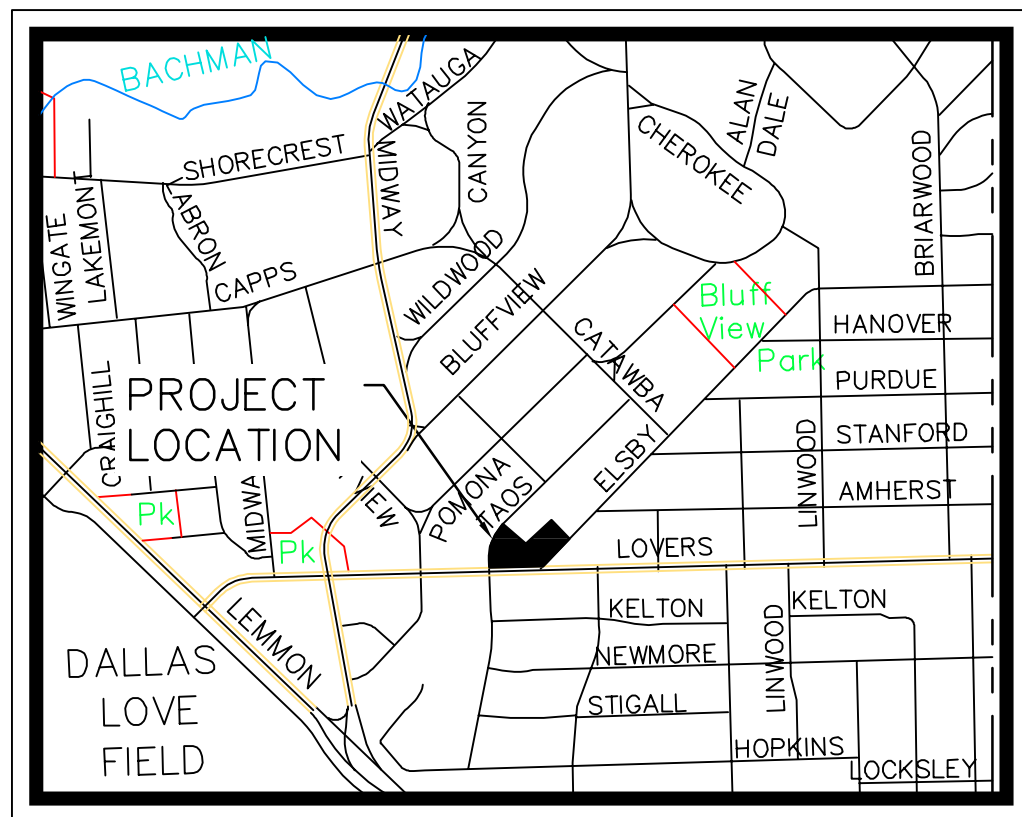 BACHMAN
WATAUGA
ALAN
DALE
CANYON
CHEROKEE
SHORECREST
MIDWAY
BRIARWOOD
WINGATE
LAKEMONT
ABRON
CAPPS
WILDWOOD
BLUFFVIEW
Bluff
View
Park
CATAWBA
HANOVER
PURDUE
CRAIGHILL
PROJECT
LOCATION
STANFORD
LINWOOD
ELSBY
AMHERST
POMONA
TAOS
VIEW
MIDWA
Pk
Pk
LOVERS
KELTON
KELTON
LEMMON
LINWOOD
NEWMORE
STIGALL
HOPKINS
LOCKSLEY
DALLAS
LOVE
FIELD